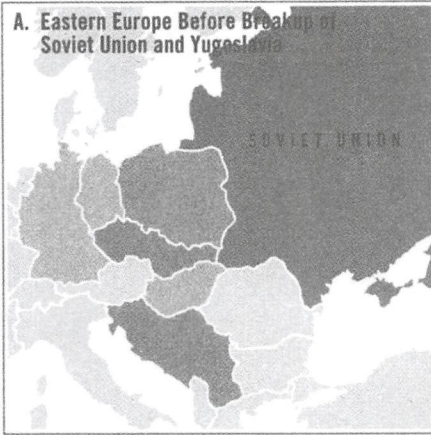 A. Eastern Europe Before Breakup of
Soviet Union and Yugoslavia
SOVIET UNION